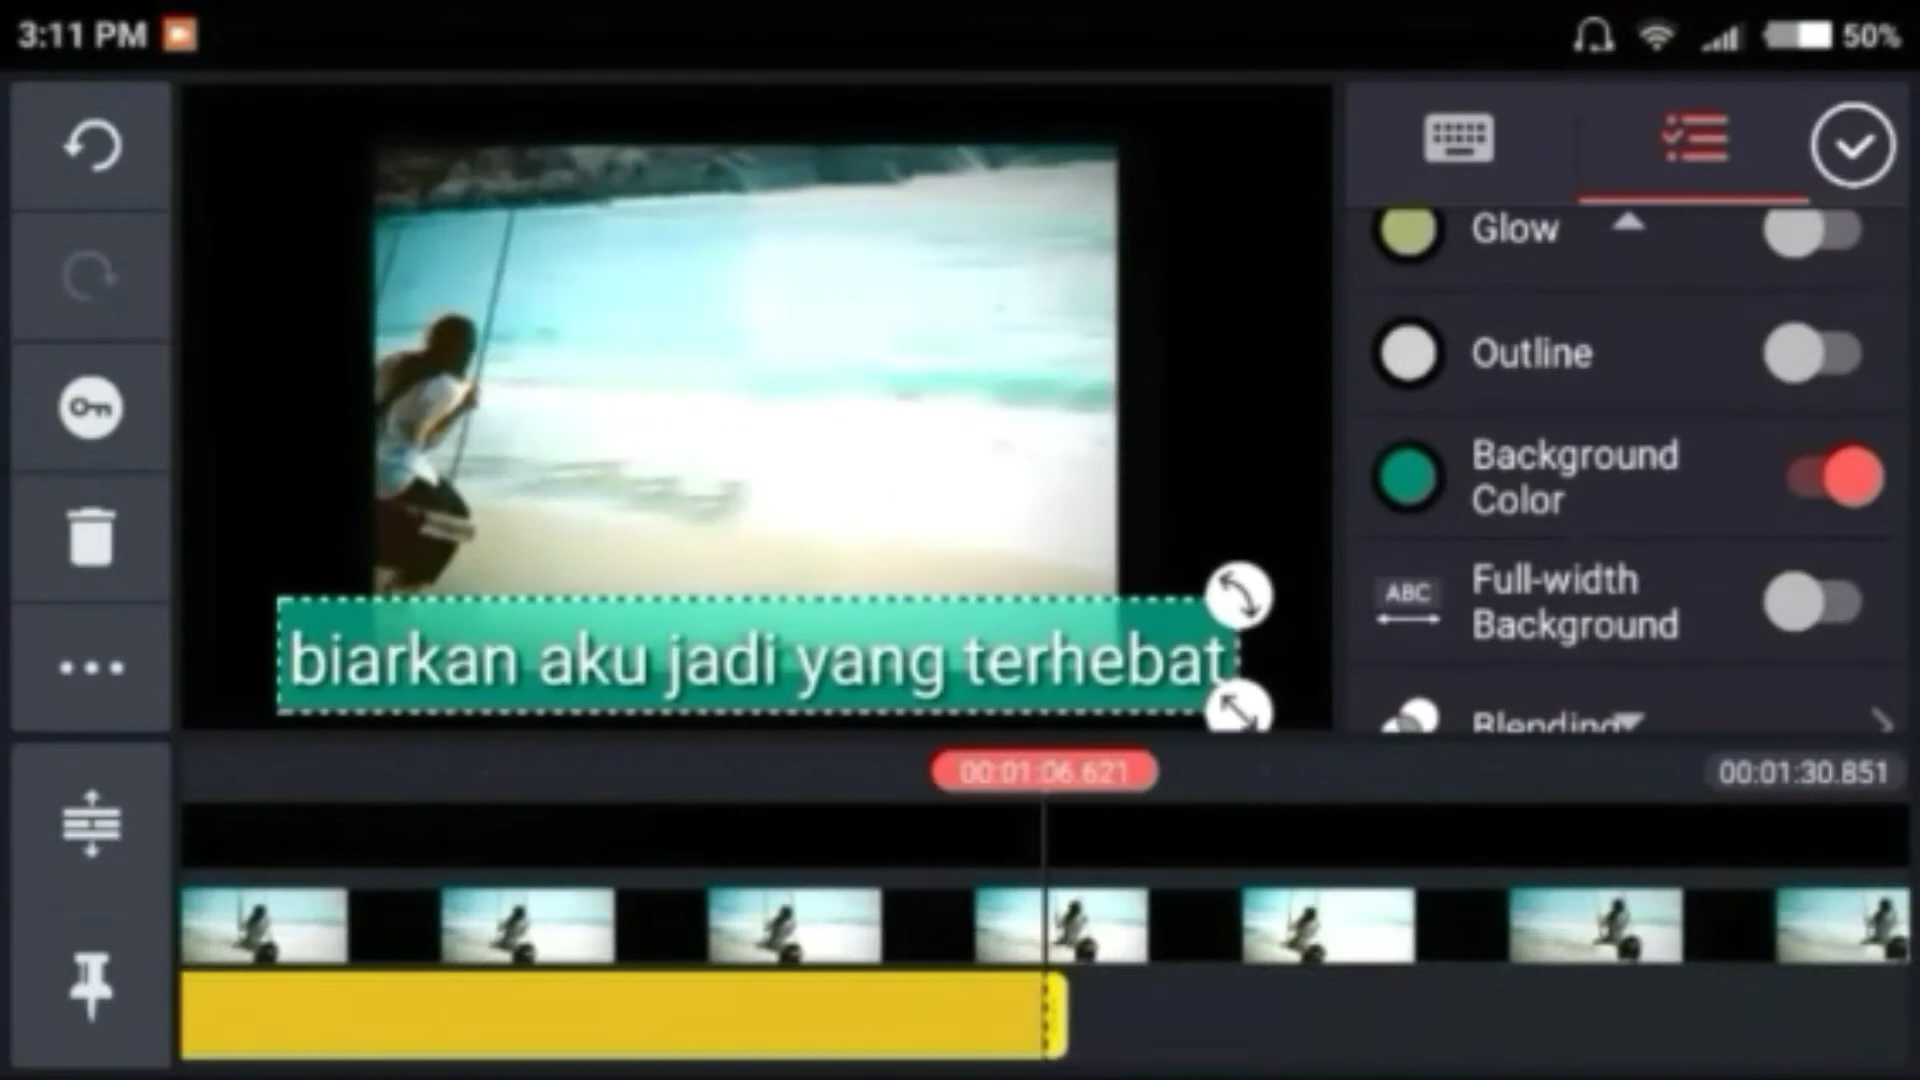 3:11 PM
50%
Glow
Outline
Background
Color
ABC
Full-width
Background
Blending
biarkan aku jadi yang terhebat
00:01:06.621
00:01:30.851